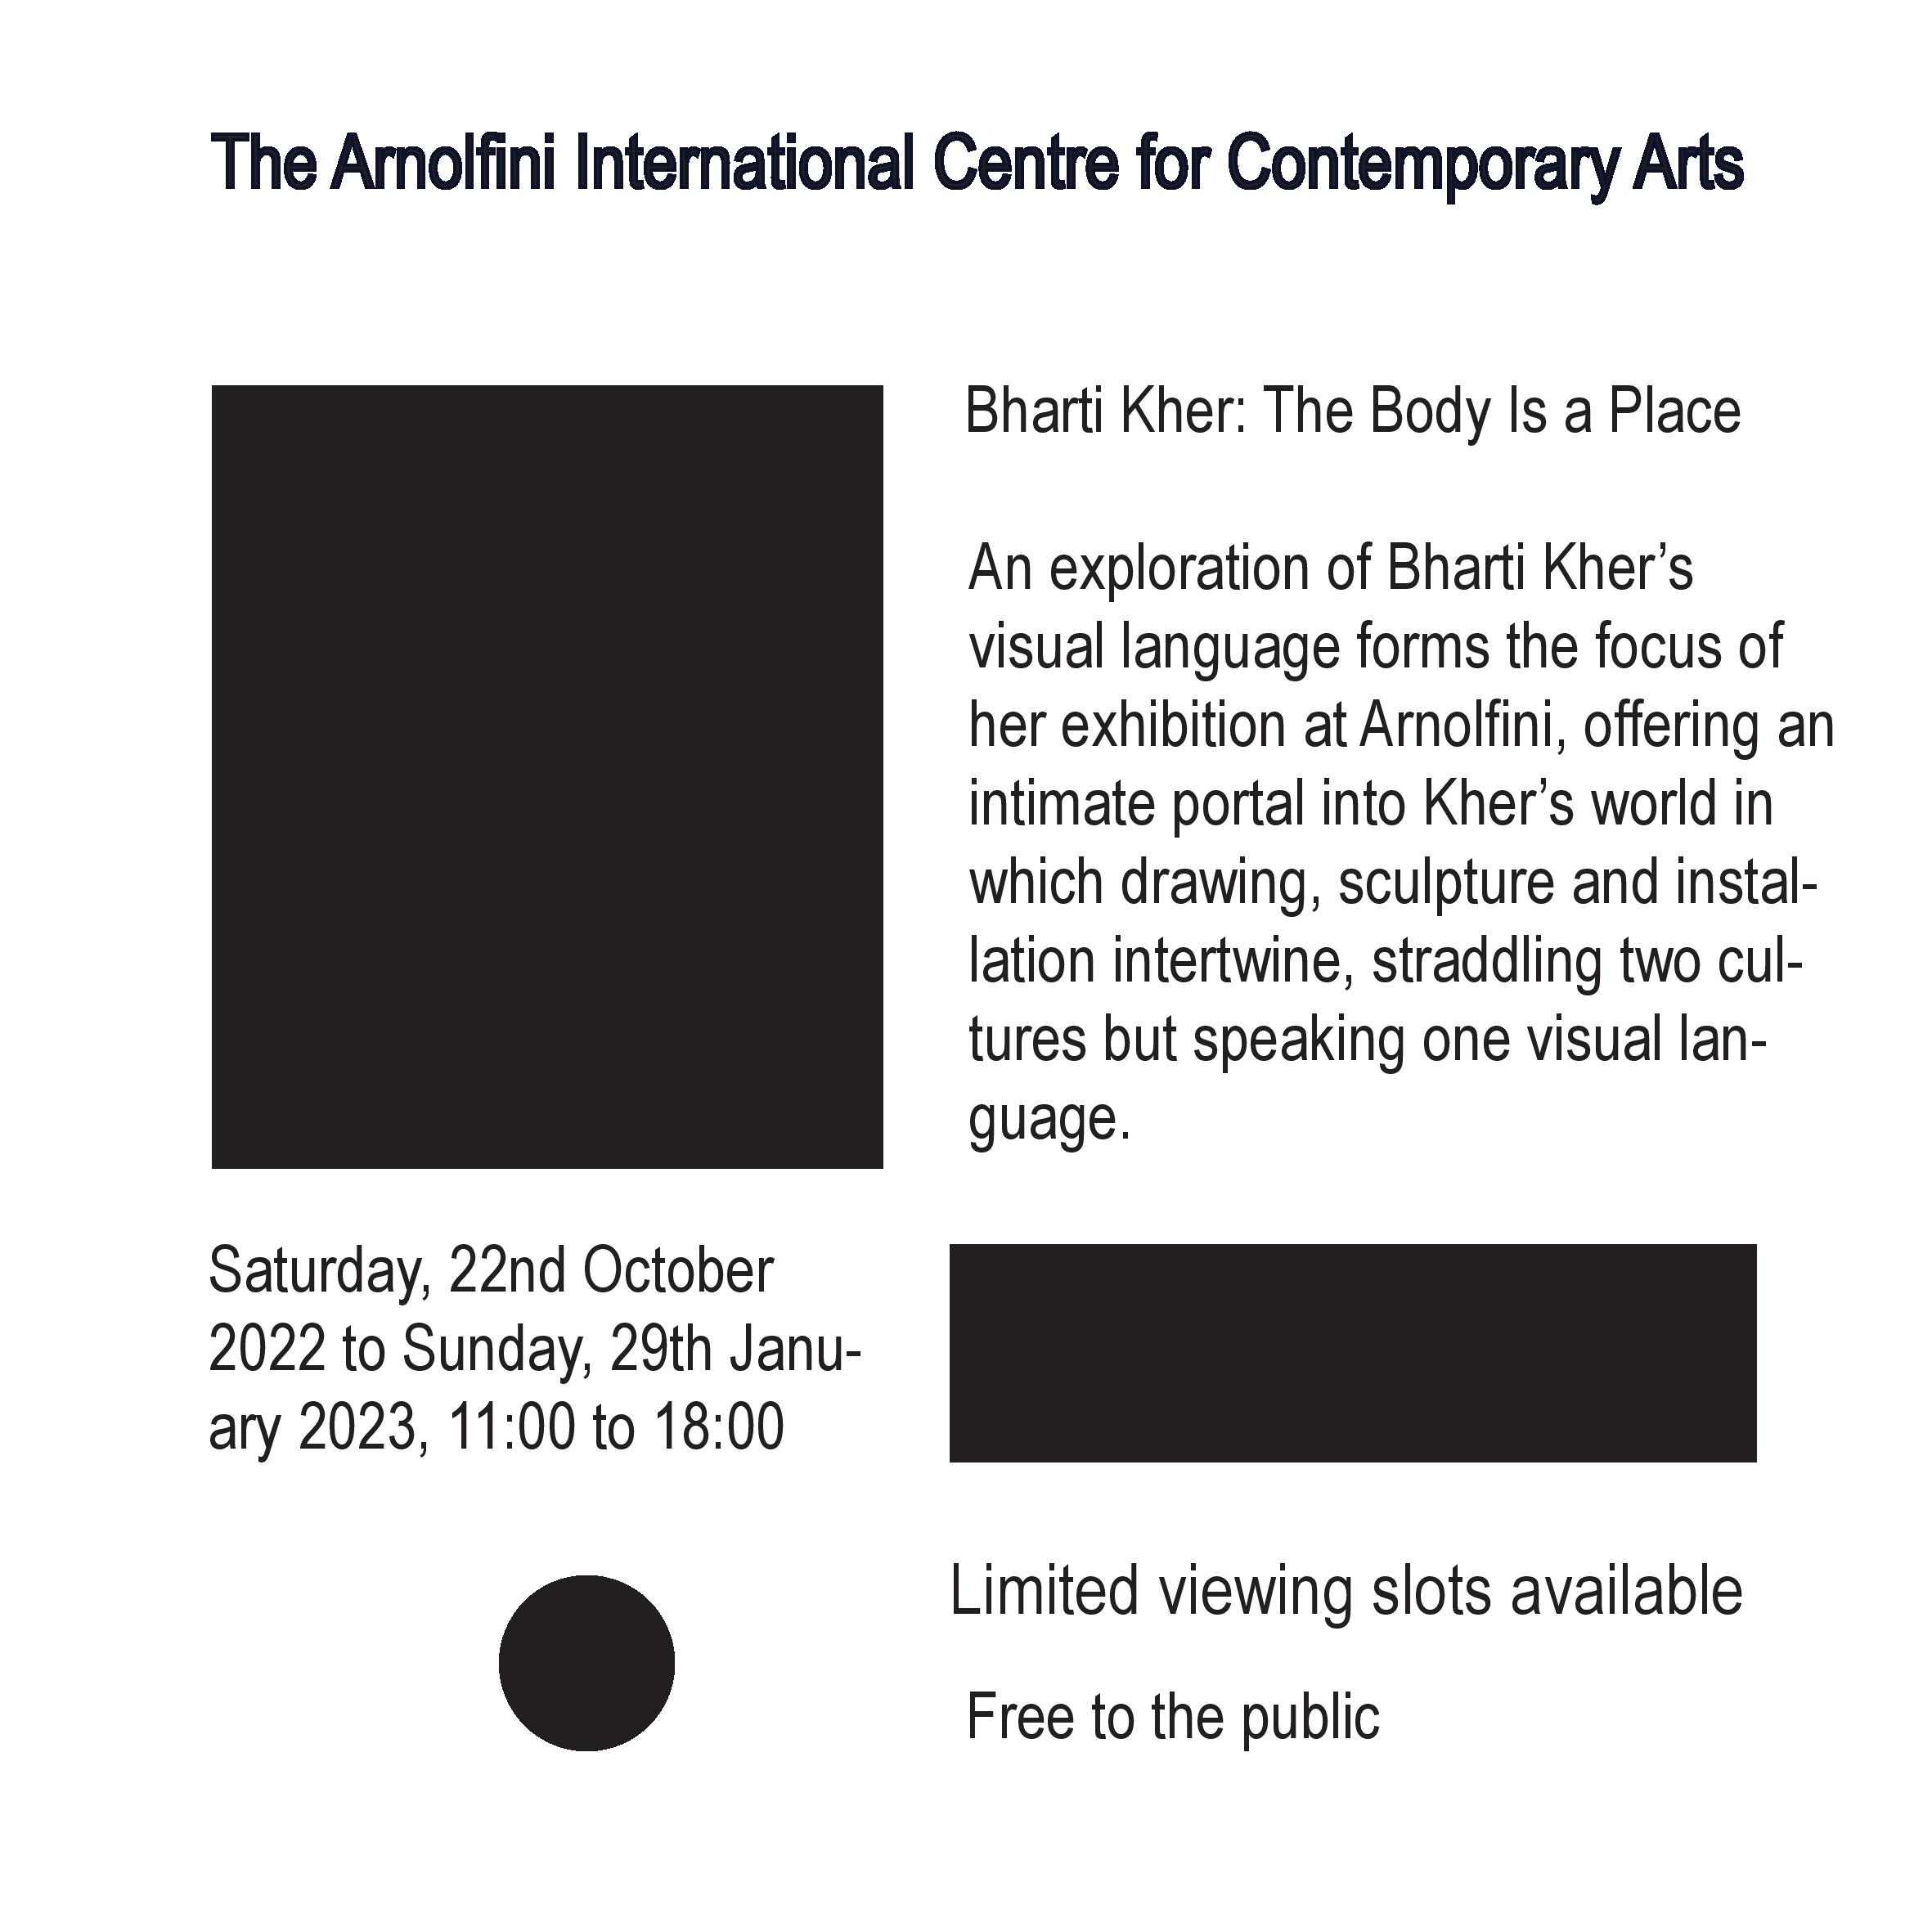 The Arnolfini International Centre for Contemporary Arts
Bharti Kher: The Body Is a Place
An exploration of Bharti Kher’s
visual language forms the focus of
her exhibition at Arnolfini, offering an
intimate portal into Kher’s world in
which drawing, sculpture and instal-
lation intertwine, straddling two cul-
tures but speaking one visual lan-
guage.
Saturday, 22nd October
2022 to Sunday, 29th Janu-
ary 2023, 11:00 to 18:00
Limited viewing slots available
Free to the public